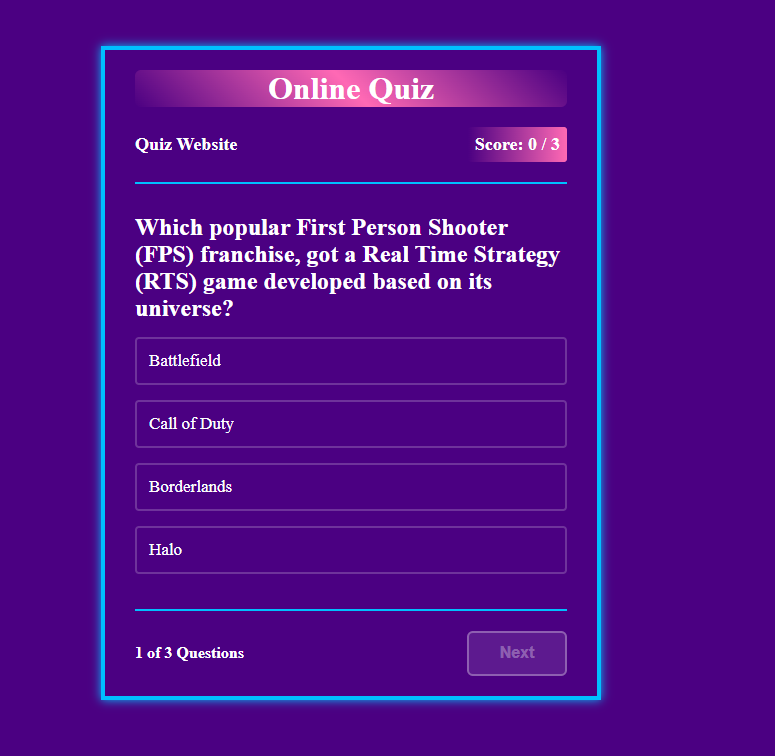 Online Quiz
Quiz Website
Score: 0 / 3
Which popular First Person Shooter
(FPS) franchise, got a Real Time Strategy
(RTS) game developed based on its
universe?
Battlefield
Call of Duty
Borderlands
Halo
1 of 3 Questions
Next